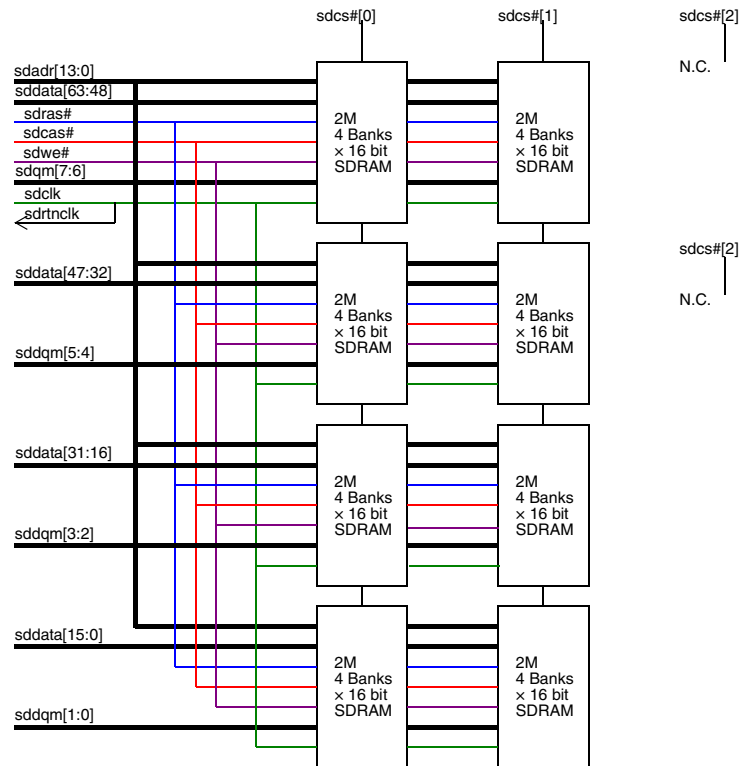 sdcs#[0]
sdcs#[1]
sdcs#[2]
N.C.
sdadr[13:0]
sddata[63:48]
sdras#
sdcas#
sdwe#
sdqm[7:6]
sdclk
sdrtnclk
2M
4 Banks
× 16 bit
SDRAM
2M
4 Banks
× 16 bit
SDRAM
sdcs#[2]
N.C.
sddata[47:32]
sddqm[5:4]
2M
4 Banks
× 16 bit
SDRAM
2M
4 Banks
× 16 bit
SDRAM
sddata[31:16]
sddqm[3:2]
2M
4 Banks
× 16 bit
SDRAM
2M
4 Banks
× 16 bit
SDRAM
sddata[15:0]
sddqm[1:0]
2M
4 Banks
× 16 bit
SDRAM
2M
4 Banks
× 16 bit
SDRAM